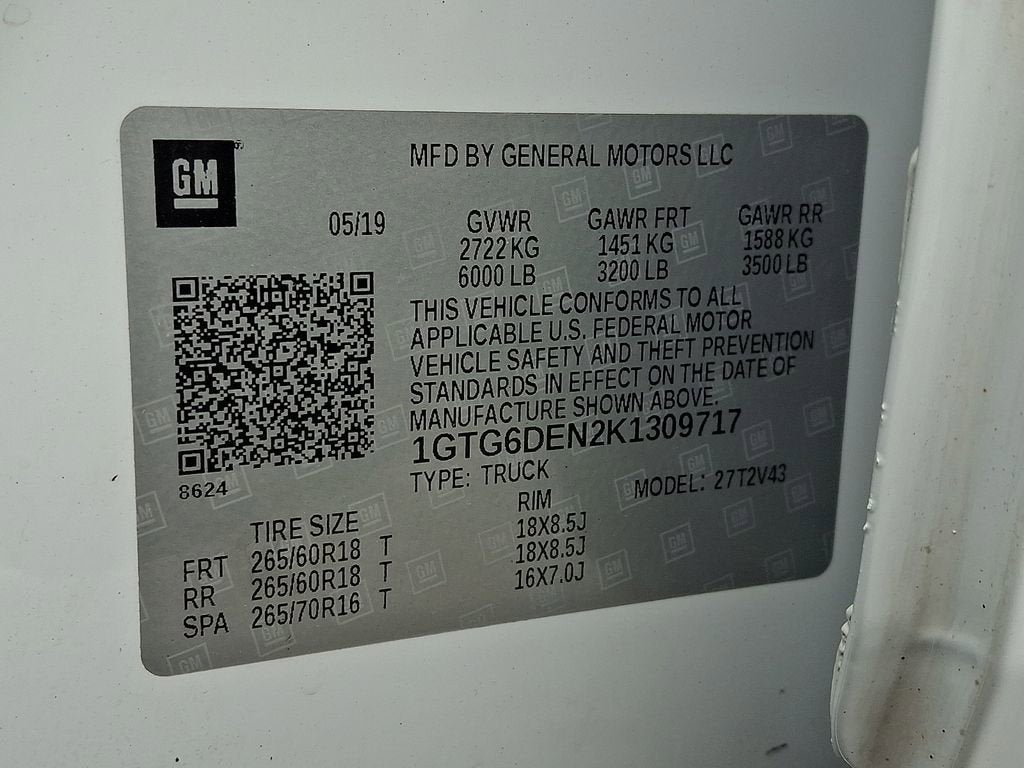 GM
MFD BY GENERAL MOTORS LLC
05/19 GVWR GAWR FRT GAWR RR
2722 KG 1451 KG 1588 KG
6000 LB 3200 LB 3500 LB
THIS VEHICLE CONFORMS TO ALL
APPLICABLE U.S. FEDERAL MOTOR
VEHICLE SAFETY AND THEFT PREVENTION
STANDARDS IN EFFECT ON THE DATE OF
MANUFACTURE SHOWN ABOVE.
1GTG6DEN2K1309717
TYPE: TRUCK MODEL: 27T2V43
8624
TIRE SIZE RIM
FRT 265/60R18 T 18X8.5J
RR 265/60R18 T 18X8.5J
SPA 265/70R16 T 16X7.0J